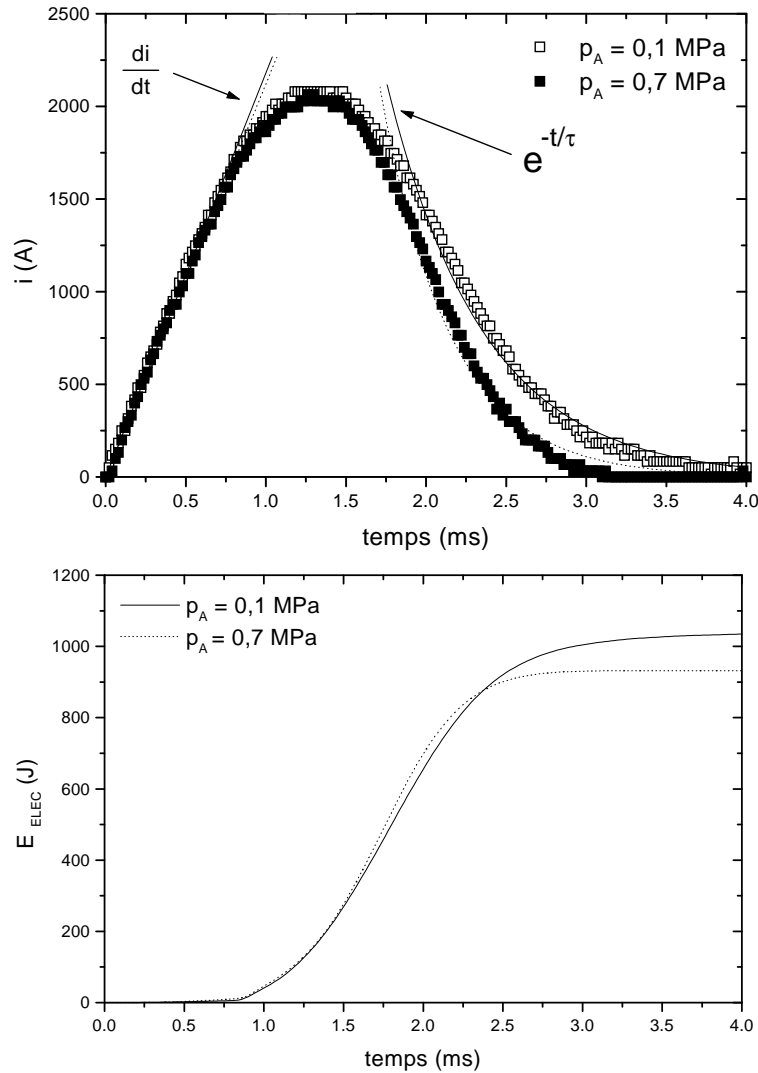 di
dt
p_A = 0,1 MPa
p_A = 0,7 MPa
e^-t/τ
i (A)
2000
1500
1000
500
0
0.0 0.5 1.0 1.5 2.0 2.5 3.0 3.5 4.0
temps (ms)
p_A = 0,1 MPa
p_A = 0,7 MPa
E_ELEC (J)
1200
1000
800
600
400
200
0
0.0 0.5 1.0 1.5 2.0 2.5 3.0 3.5 4.0
temps (ms)